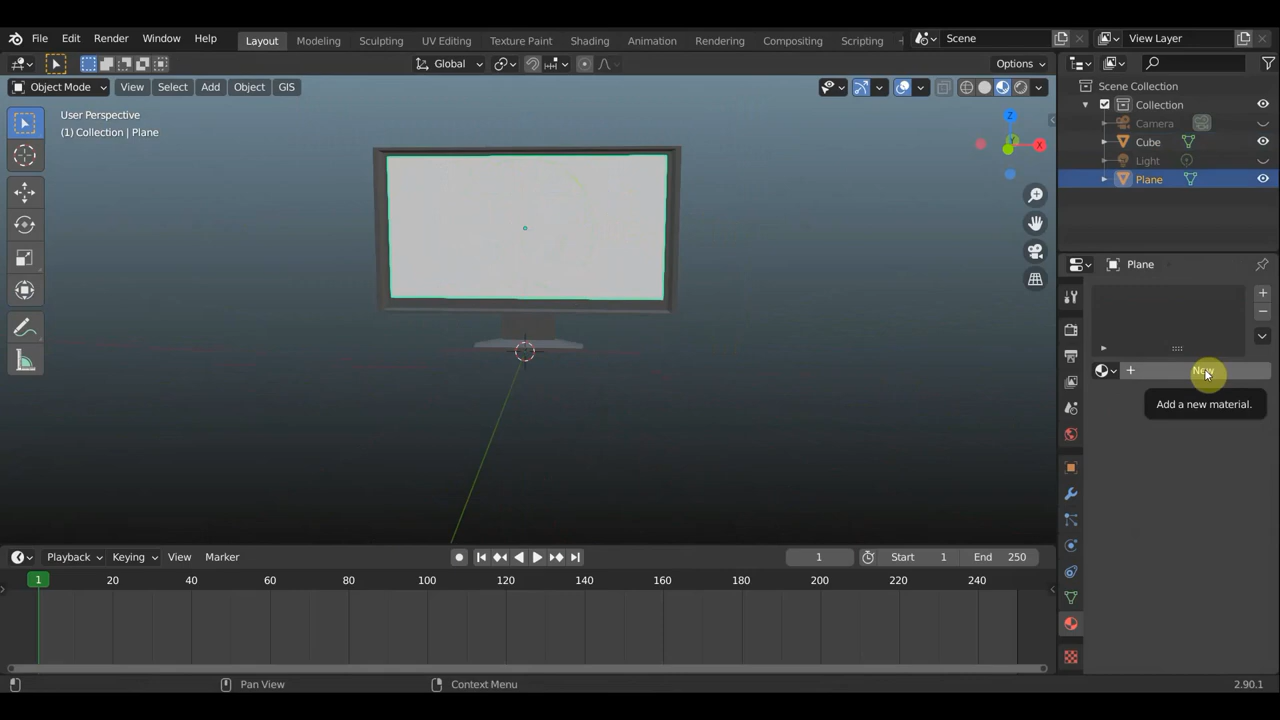 File Edit Render Window Help
Layout Modeling Sculpting UV Editing Texture Paint Shading Animation Rendering Compositing Scripting
Scene View Layer
Global Options
Object Mode View Select Add Object GIS
User Perspective
(1) Collection | Plane
Z
X
Scene Collection
Collection
Camera
Cube
Light
Plane
Plane
New
Add a new material.
Playback Keying View Marker 1 Start 1 End 250
1 20 40 60 80 100 120 140 160 180 200 220 240
Pan View Context Menu 2.90.1